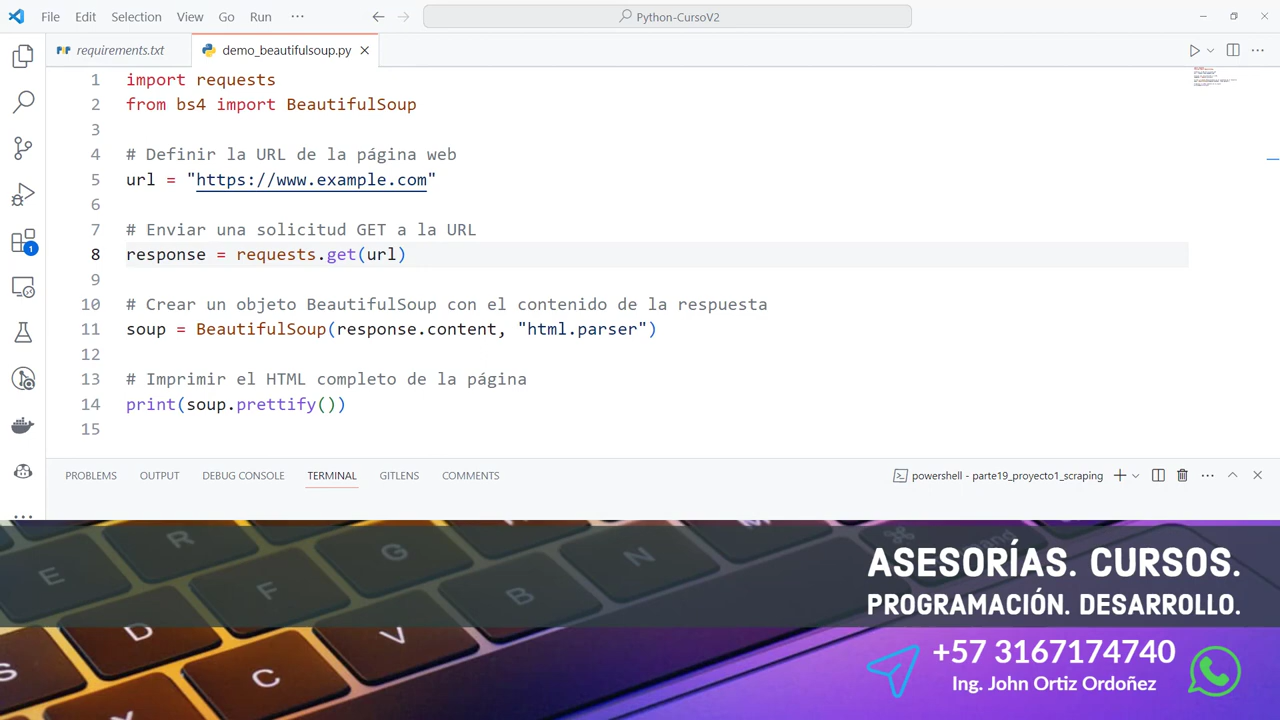 File Edit Selection View Go Run ··· Python-CursoV2
requirements.txt demo_beautifulsoup.py
1 import requests
2 from bs4 import BeautifulSoup
3
4 # Definir la URL de la página web
5 url = "https://www.example.com"
6
7 # Enviar una solicitud GET a la URL
8 response = requests.get(url)
9
10 # Crear un objeto BeautifulSoup con el contenido de la respuesta
11 soup = BeautifulSoup(response.content, "html.parser")
12
13 # Imprimir el HTML completo de la página
14 print(soup.prettify())
15
1
PROBLEMS OUTPUT DEBUG CONSOLE TERMINAL GITLENS COMMENTS powershell - parte19_proyecto1_scraping
E R F G B N M D V C S
ASESORÍAS. CURSOS.
PROGRAMACIÓN. DESARROLLO.
+57 3167174740
Ing. John Ortiz Ordoñez